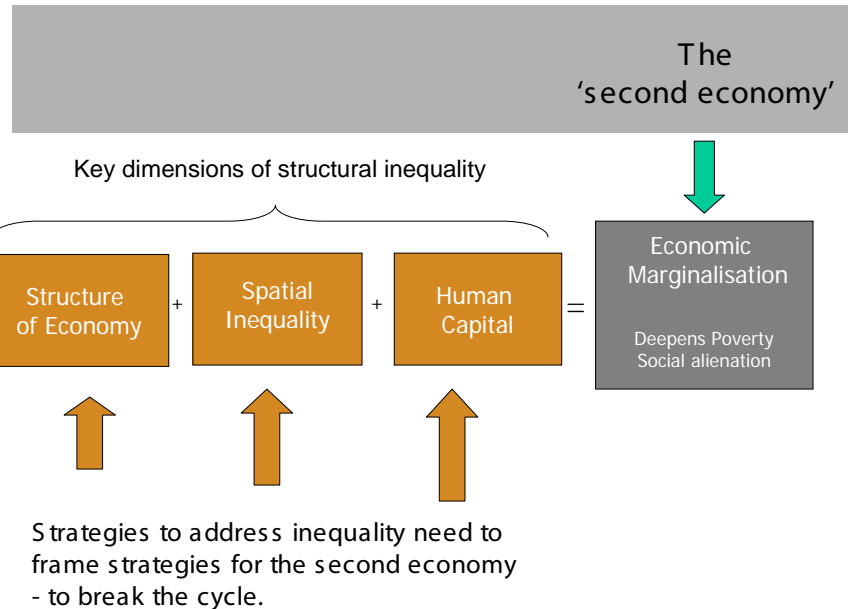 The
‘second economy’
Key dimensions of structural inequality
Structure
of Economy
+
Spatial
Inequality
+
Human
Capital
=
Economic
Marginalisation
Deepens Poverty
Social alienation
Strategies to address inequality need to
frame strategies for the second economy
- to break the cycle.